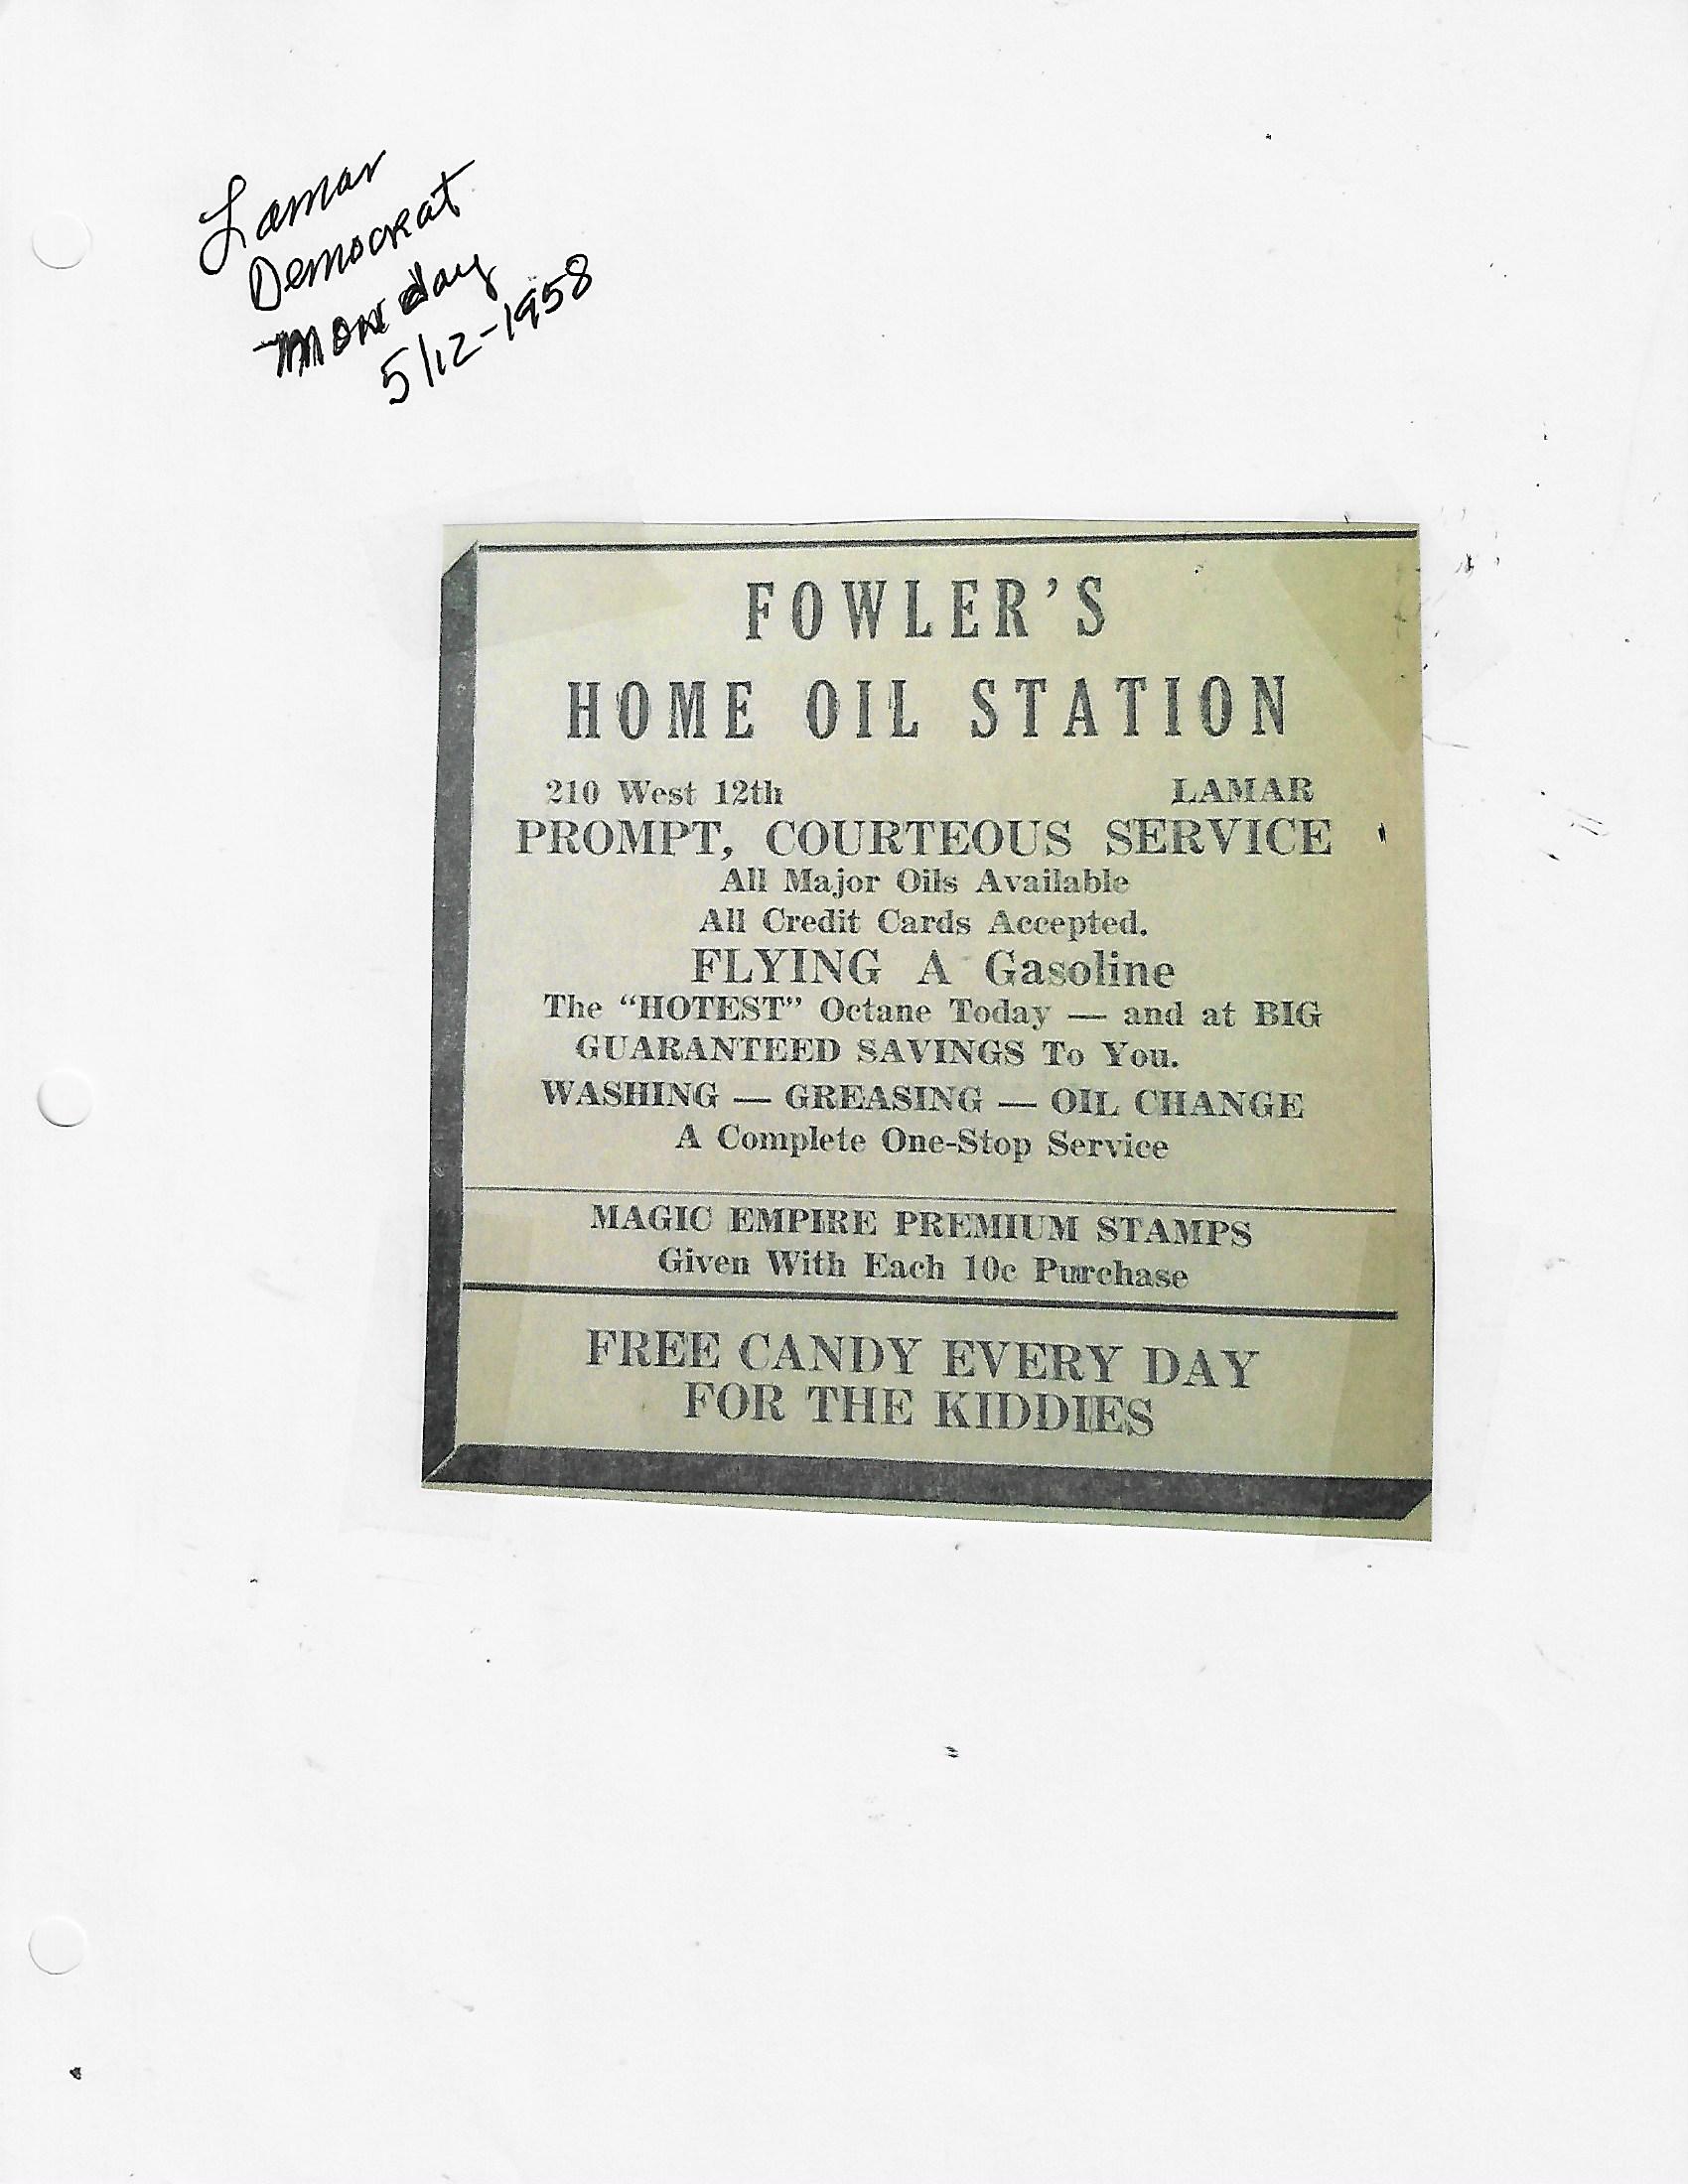 Lamar
Democrat
Monday
5/12-1958
FOWLER'S
HOME OIL STATION
210 West 12th LAMAR
PROMPT, COURTEOUS SERVICE
All Major Oils Available
All Credit Cards Accepted.
FLYING A Gasoline
The “HOTEST” Octane Today — and at BIG
GUARANTEED SAVINGS To You.
WASHING — GREASING — OIL CHANGE
A Complete One-Stop Service
MAGIC EMPIRE PREMIUM STAMPS
Given With Each 10c Purchase
FREE CANDY EVERY DAY
FOR THE KIDDIES